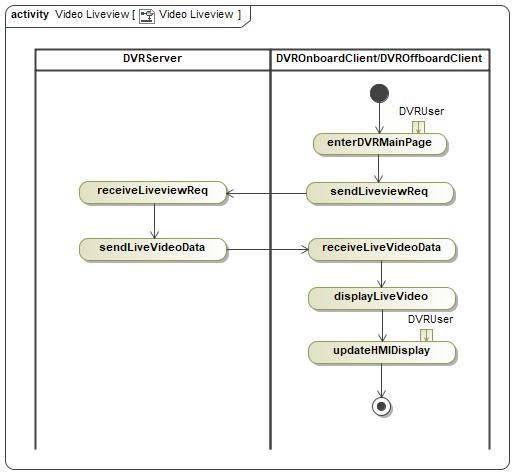 activity Video Liveview [ Video Liveview ]
DVRServer
DVROnboardClient/DVROffboardClient
DVRUser
enterDVRMainPage
receiveLiveviewReq
sendLiveviewReq
sendLiveVideoData
receiveLiveVideoData
displayLiveVideo
DVRUser
updateHMIDisplay